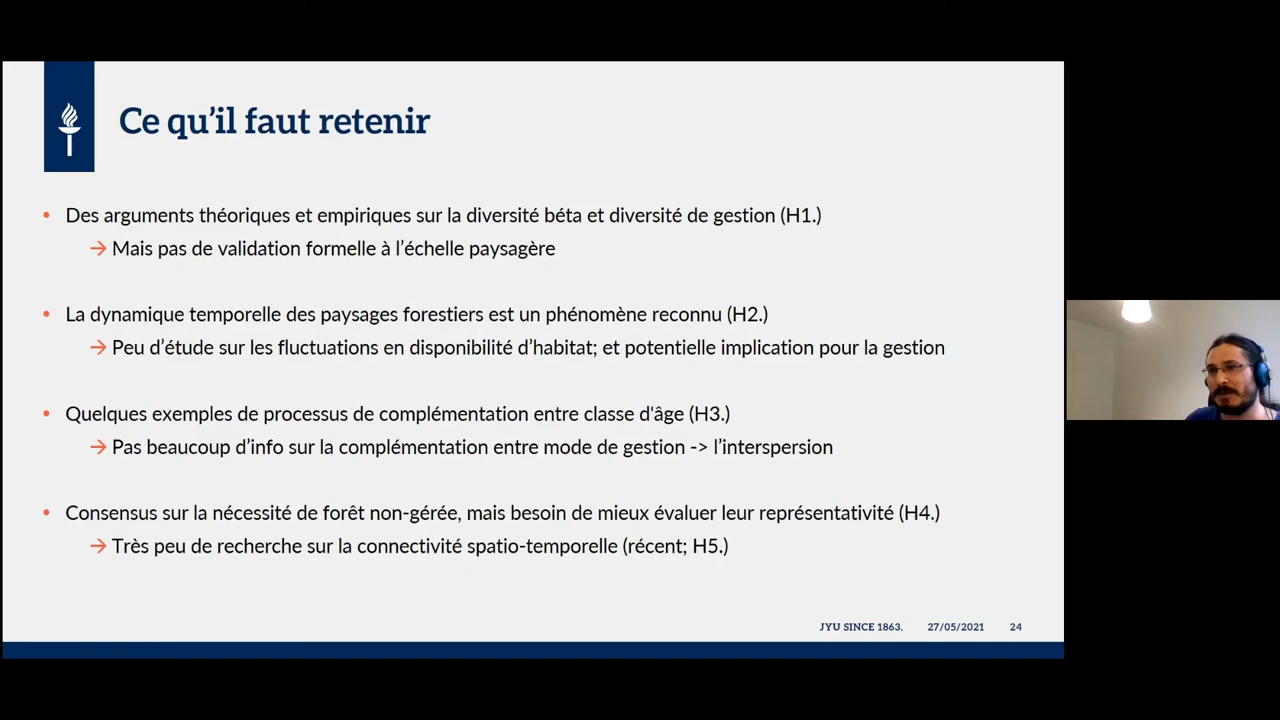 Ce qu'il faut retenir
• Des arguments théoriques et empiriques sur la diversité béta et diversité de gestion (H1.)
→ Mais pas de validation formelle à l'échelle paysagère
• La dynamique temporelle des paysages forestiers est un phénomène reconnu (H2.)
→ Peu d'étude sur les fluctuations en disponibilité d'habitat; et potentielle implication pour la gestion
• Quelques exemples de processus de complémentation entre classe d'âge (H3.)
→ Pas beaucoup d'info sur la complémentation entre mode de gestion -> l'interspersion
• Consensus sur la nécessité de forêt non-gérée, mais besoin de mieux évaluer leur représentativité (H4.)
→ Très peu de recherche sur la connectivité spatio-temporelle (récent; H5.)
JYU SINCE 1863. 27/05/2021 24